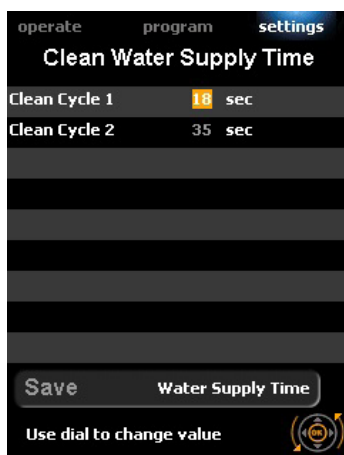 operate program settings
Clean Water Supply Time
Clean Cycle 1 18 sec
Clean Cycle 2 35 sec
Save Water Supply Time
Use dial to change value
OK